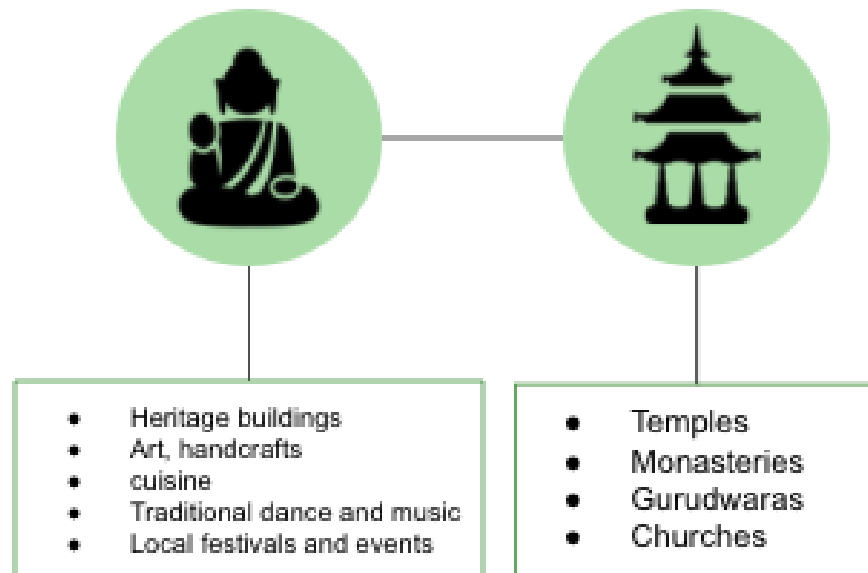 ● Heritage buildings
● Art, handcrafts
● cuisine
● Traditional dance and music
● Local festivals and events
● Temples
● Monasteries
● Gurudwaras
● Churches